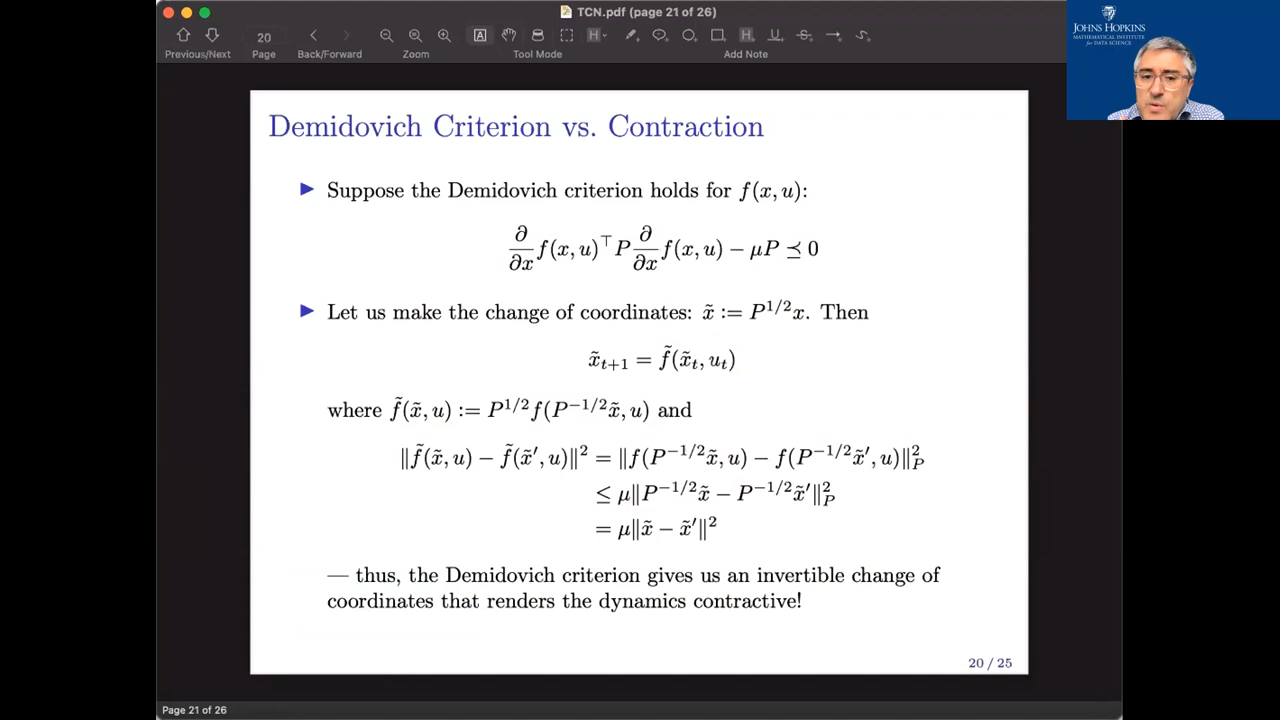 TCN.pdf (page 21 of 26)
20
Previous/Next
Page
Back/Forward
Zoom
Tool Mode
Add Note
JOHNS HOPKINS
MATHEMATICAL INSTITUTE
for DATA SCIENCE
Demidovich Criterion vs. Contraction
▶ Suppose the Demidovich criterion holds for f(x, u):
∂/∂x f(x, u)^⊤ P ∂/∂x f(x, u) − μP ⪯ 0
▶ Let us make the change of coordinates: x̃ := P^{1/2}x. Then
x̃_{t+1} = f̃(x̃_t, u_t)
where f̃(x̃, u) := P^{1/2} f(P^{−1/2}x̃, u) and
‖f̃(x̃, u) − f̃(x̃′, u)‖² = ‖f(P^{−1/2}x̃, u) − f(P^{−1/2}x̃′, u)‖²_P
≤ μ‖P^{−1/2}x̃ − P^{−1/2}x̃′‖²_P
= μ‖x̃ − x̃′‖²
— thus, the Demidovich criterion gives us an invertible change of
coordinates that renders the dynamics contractive!
20 / 25
Page 21 of 26